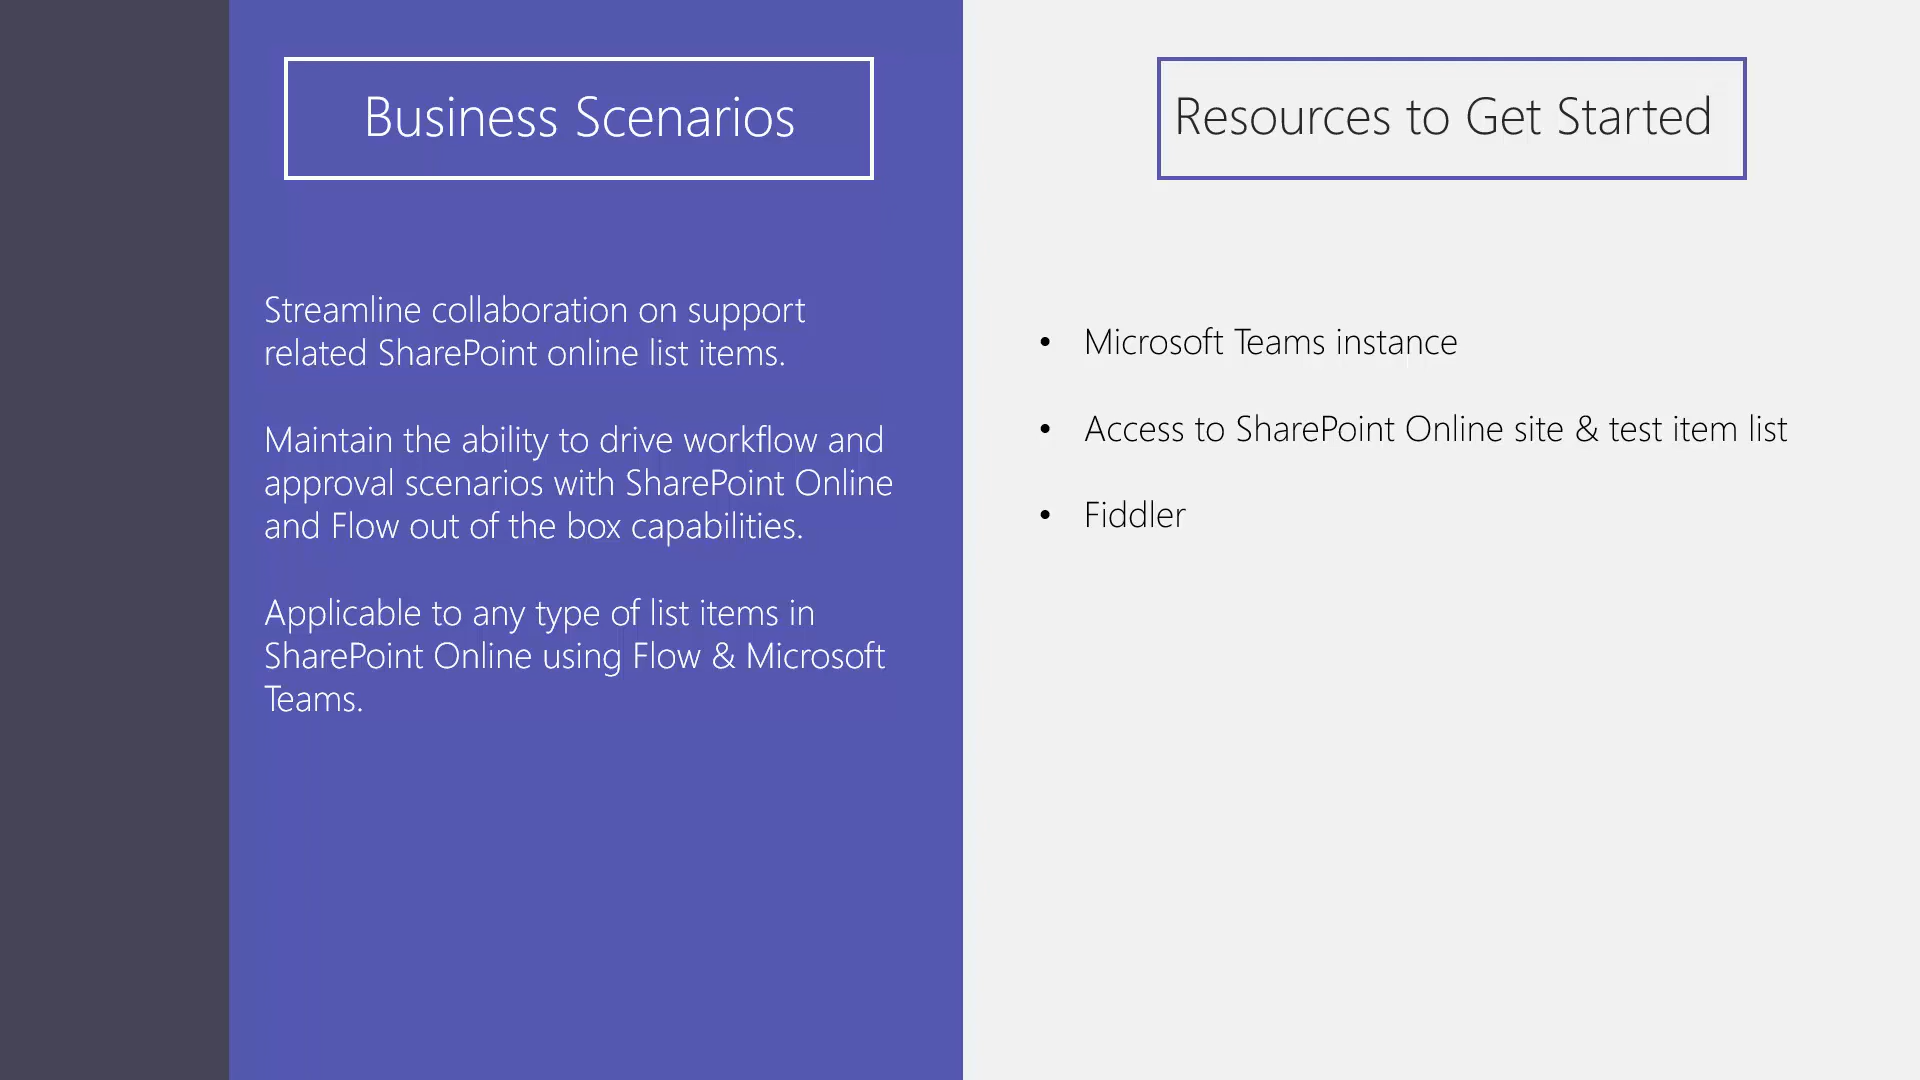 Business Scenarios
Streamline collaboration on support
related SharePoint online list items.
Maintain the ability to drive workflow and
approval scenarios with SharePoint Online
and Flow out of the box capabilities.
Applicable to any type of list items in
SharePoint Online using Flow & Microsoft
Teams.
Resources to Get Started
• Microsoft Teams instance
• Access to SharePoint Online site & test item list
• Fiddler